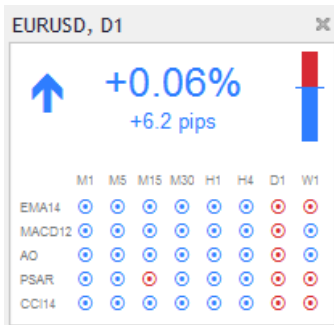 EURUSD, D1
+0.06%
+6.2 pips
M1 M5 M15 M30 H1 H4 D1 W1
EMA14
MACD12
AO
PSAR
CCI14